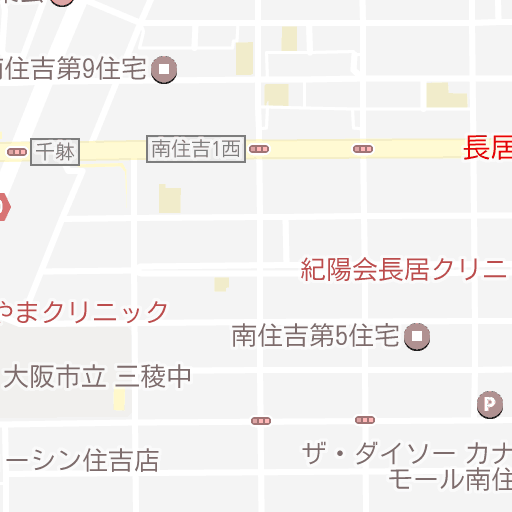 南住吉第9住宅
千躰
南住吉1西
長居
紀陽会長居クリニ
やまクリニック
南住吉第5住宅
大阪市立 三稜中
P
ーシン住吉店
ザ・ダイソー カナ
モール南住